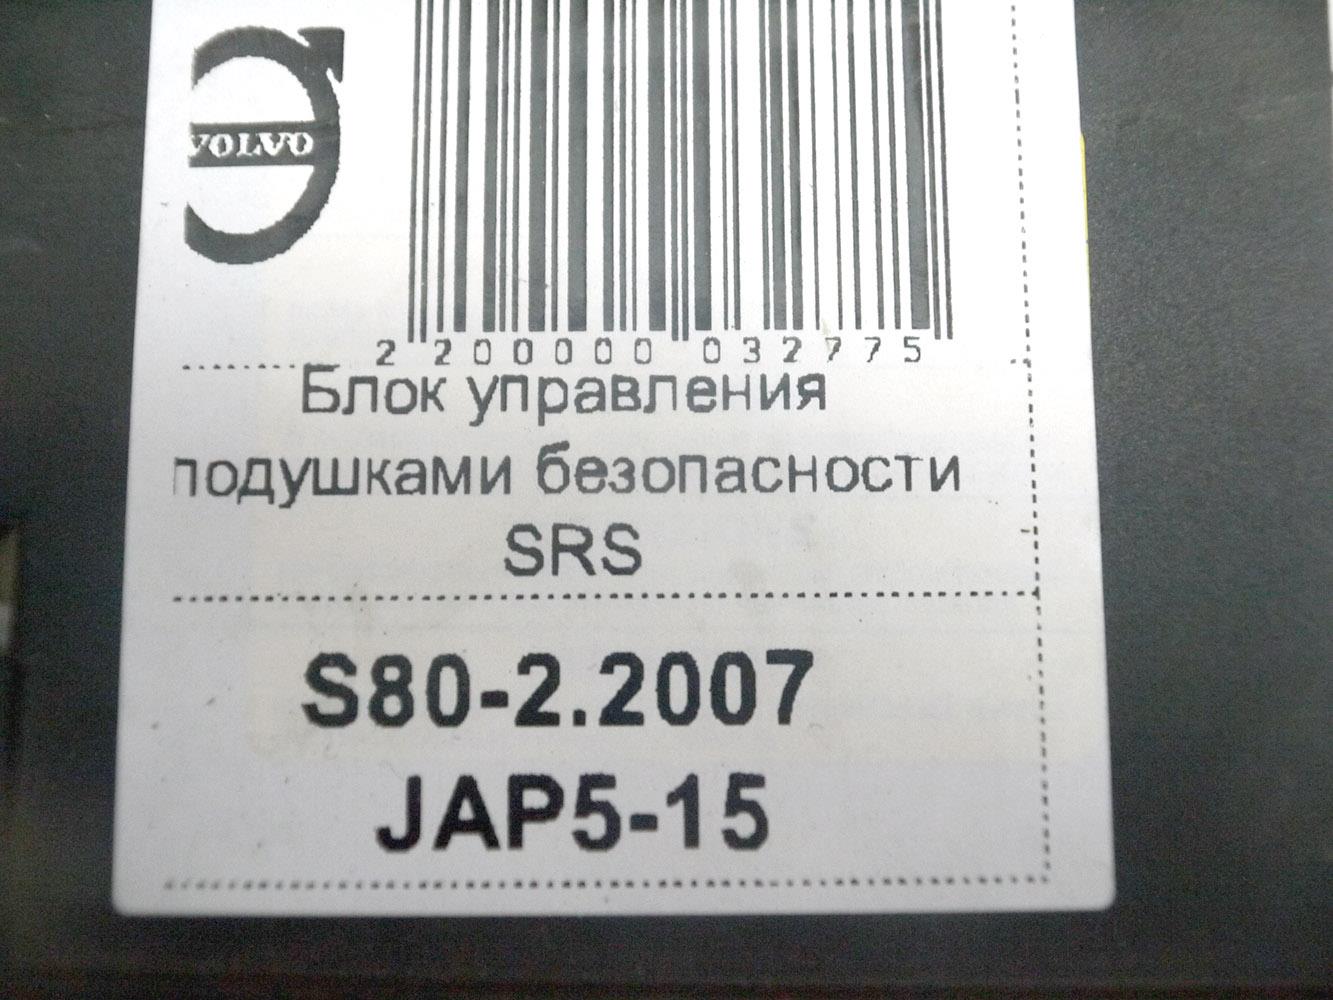 VOLVO
2 200000 032775
Блок управления
подушками безопасности
SRS
S80-2.2007
JAP5-15